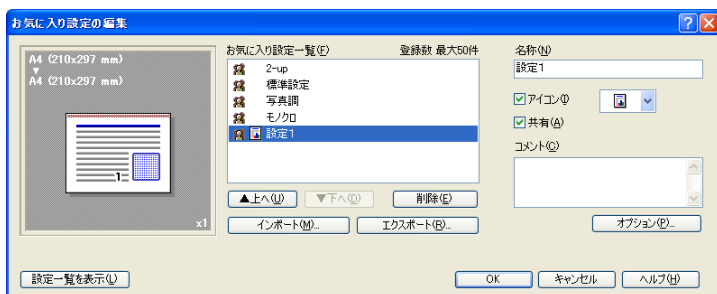 お気に入り設定の編集
A4 (210x297 mm)
A4 (210x297 mm)
1
x1
お気に入り設定一覧(F) 登録数 最大50件
2-up
標準設定
写真調
モノクロ
設定1
▲上へ(U) ▼下へ(D) 削除(E)
インポート(M)... エクスポート(R)...
名称(N)
設定1
アイコン(I)
共有(A)
コメント(C)
オプション(P)...
設定一覧を表示(L)
OK キャンセル ヘルプ(H)